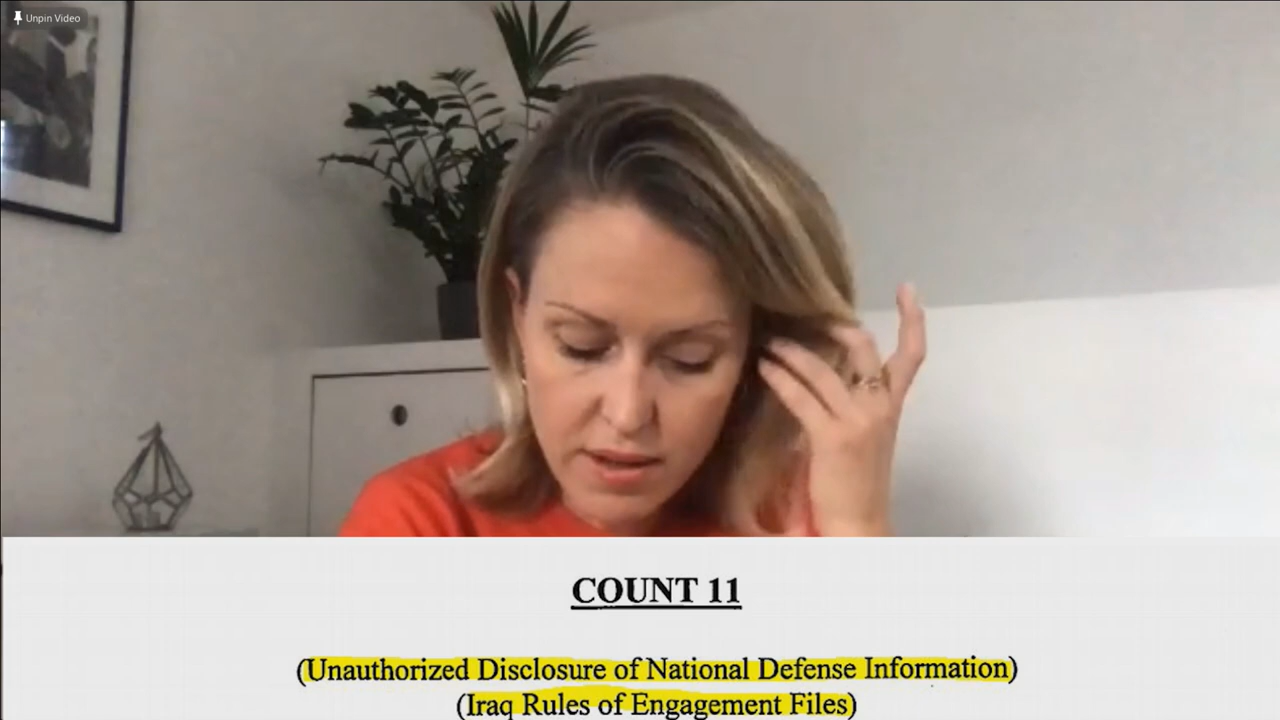 Unpin Video
COUNT 11
(Unauthorized Disclosure of National Defense Information)
(Iraq Rules of Engagement Files)